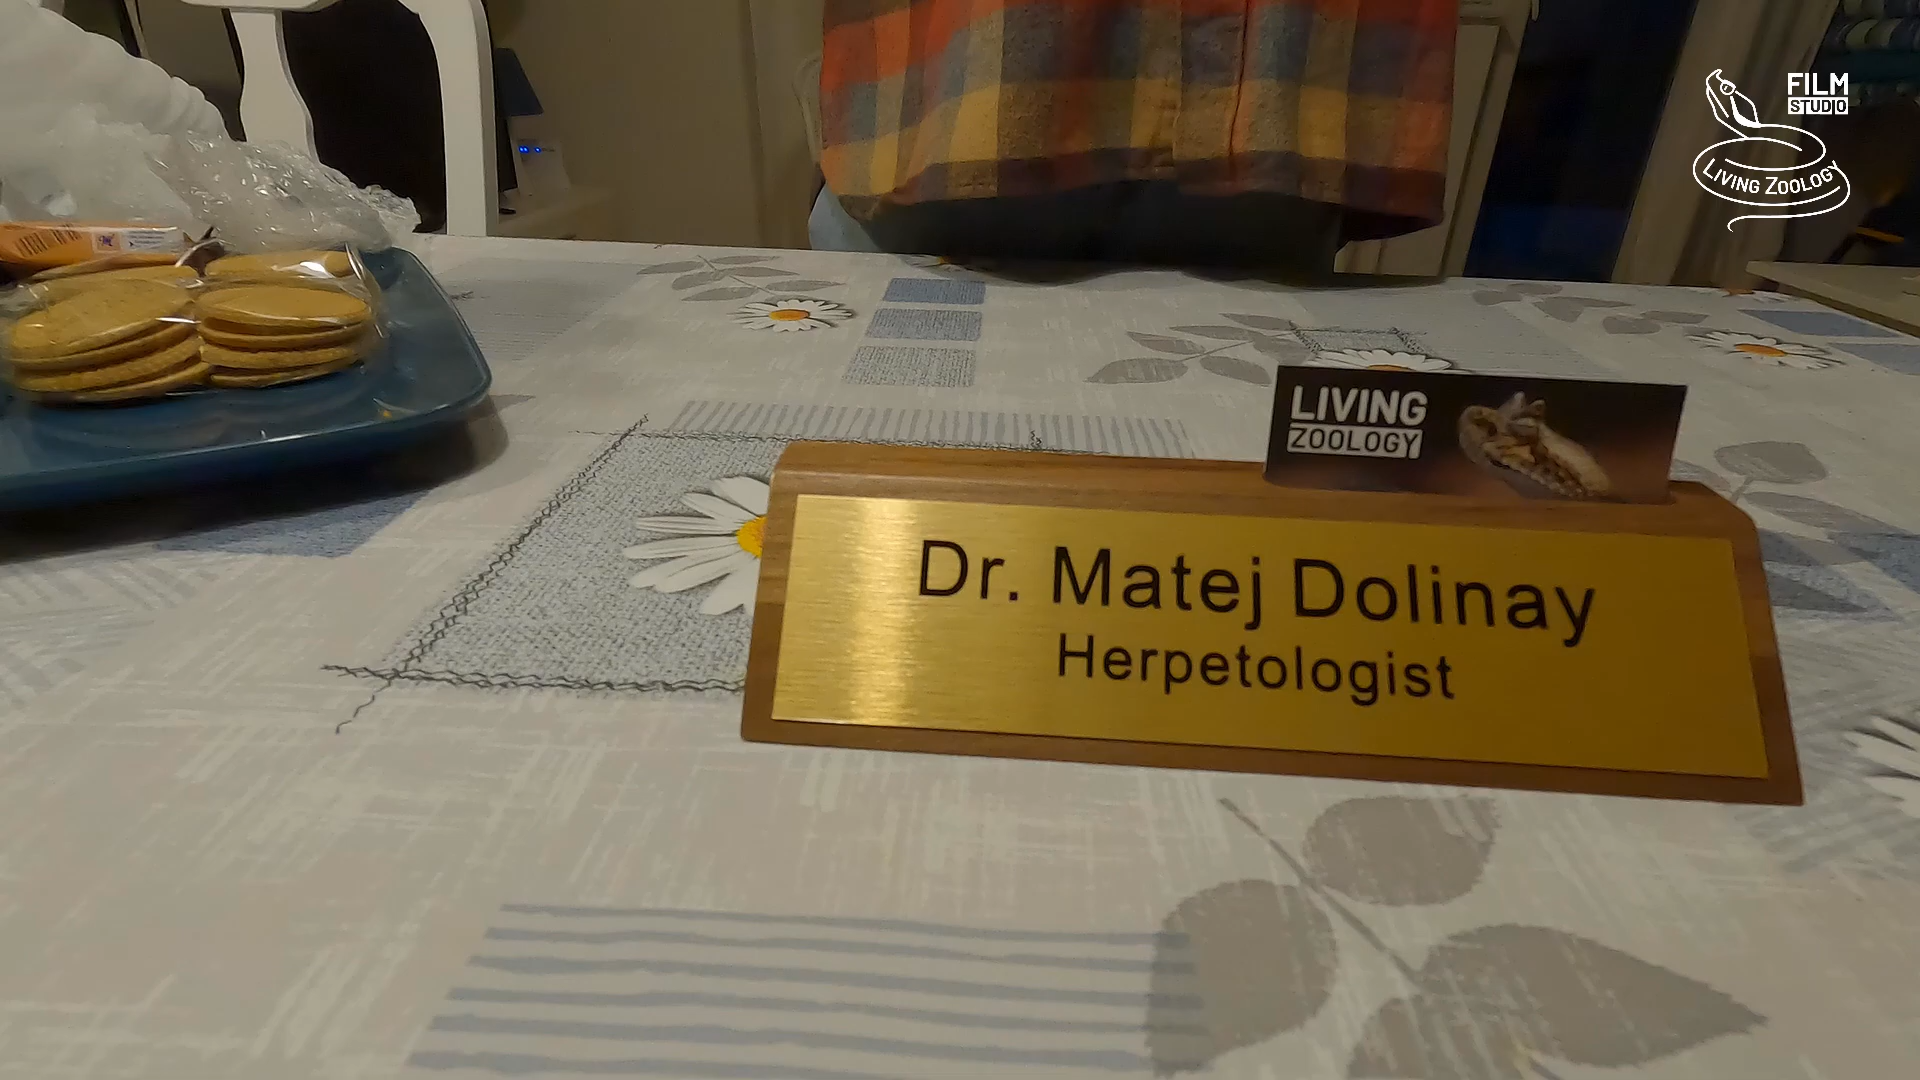 FILM
STUDIO
LIVING ZOOLOGY
LIVING
ZOOLOGY
Dr. Matej Dolinay
Herpetologist